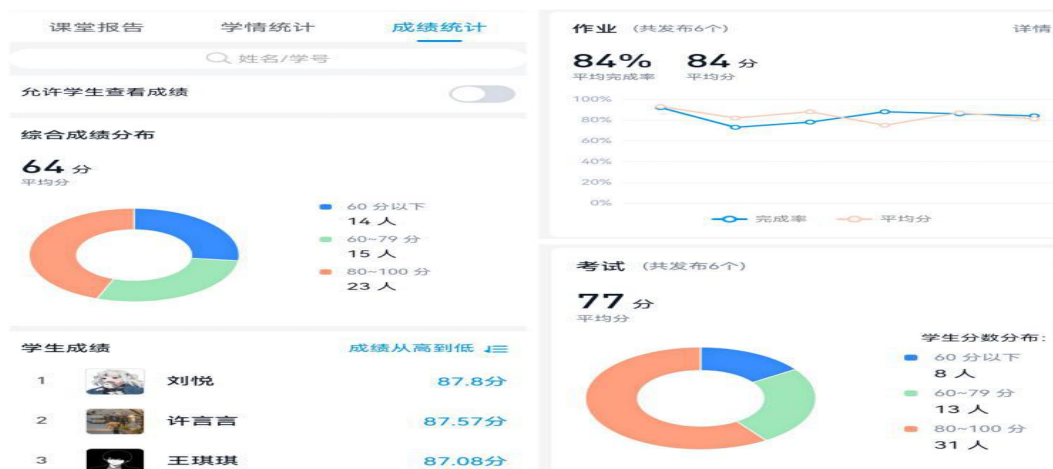 课堂报告 学情统计 成绩统计
姓名/学号
允许学生查看成绩
综合成绩分布
64 分
平均分
60 分以下
14 人
60~79 分
15 人
80~100 分
23 人
学生成绩 成绩从高到低
1 刘悦 87.8分
2 许言言 87.57分
3 王琪琪 87.08分
作业 (共发布6个) 详情
84% 84 分
平均完成率 平均分
100%
80%
60%
40%
20%
0%
完成率 平均分
考试 (共发布6个)
77 分
平均分
学生分数分布:
60 分以下
8 人
60~79 分
13 人
80~100 分
31 人